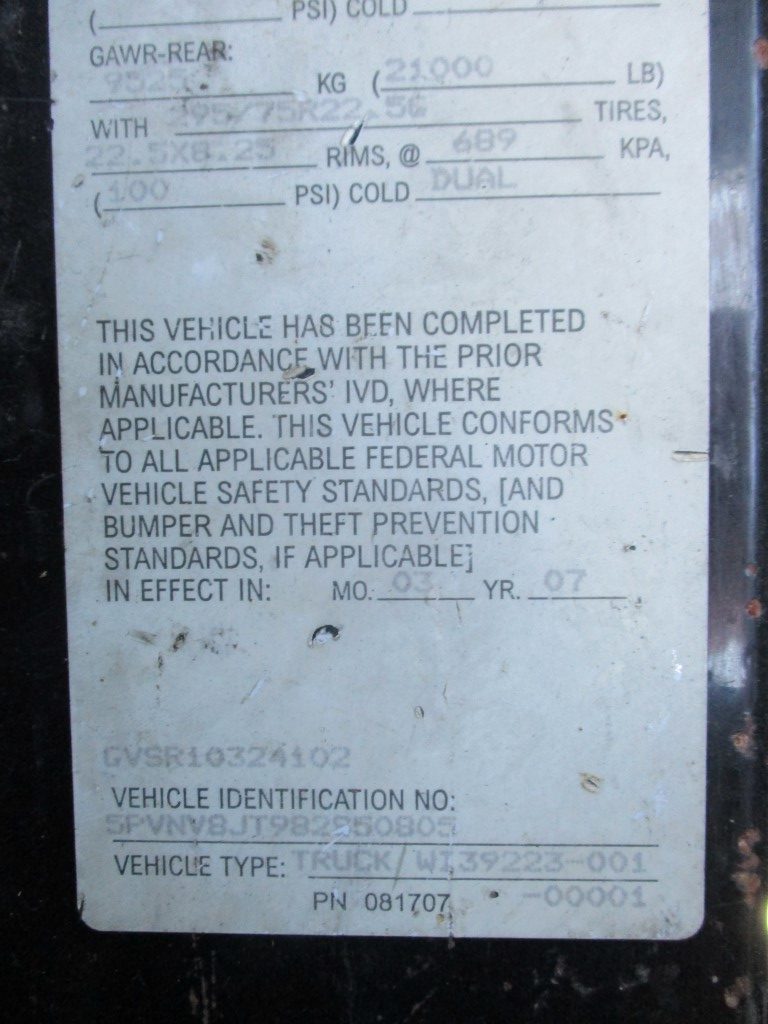 ( PSI) COLD
GAWR-REAR:
9525 KG (21000 LB)
WITH 295/75R22.5G TIRES,
22.5X8.25 RIMS, @ 689 KPA,
(100 PSI) COLD DUAL
THIS VEHICLE HAS BEEN COMPLETED
IN ACCORDANCE WITH THE PRIOR
MANUFACTURERS' IVD, WHERE
APPLICABLE. THIS VEHICLE CONFORMS
TO ALL APPLICABLE FEDERAL MOTOR
VEHICLE SAFETY STANDARDS, [AND
BUMPER AND THEFT PREVENTION
STANDARDS, IF APPLICABLE]
IN EFFECT IN: MO. 03 YR. 07
GVSR10324102
VEHICLE IDENTIFICATION NO:
5PVNV8JT982S50805
VEHICLE TYPE: TRUCK/WI39223-001
PN 081707 -00001